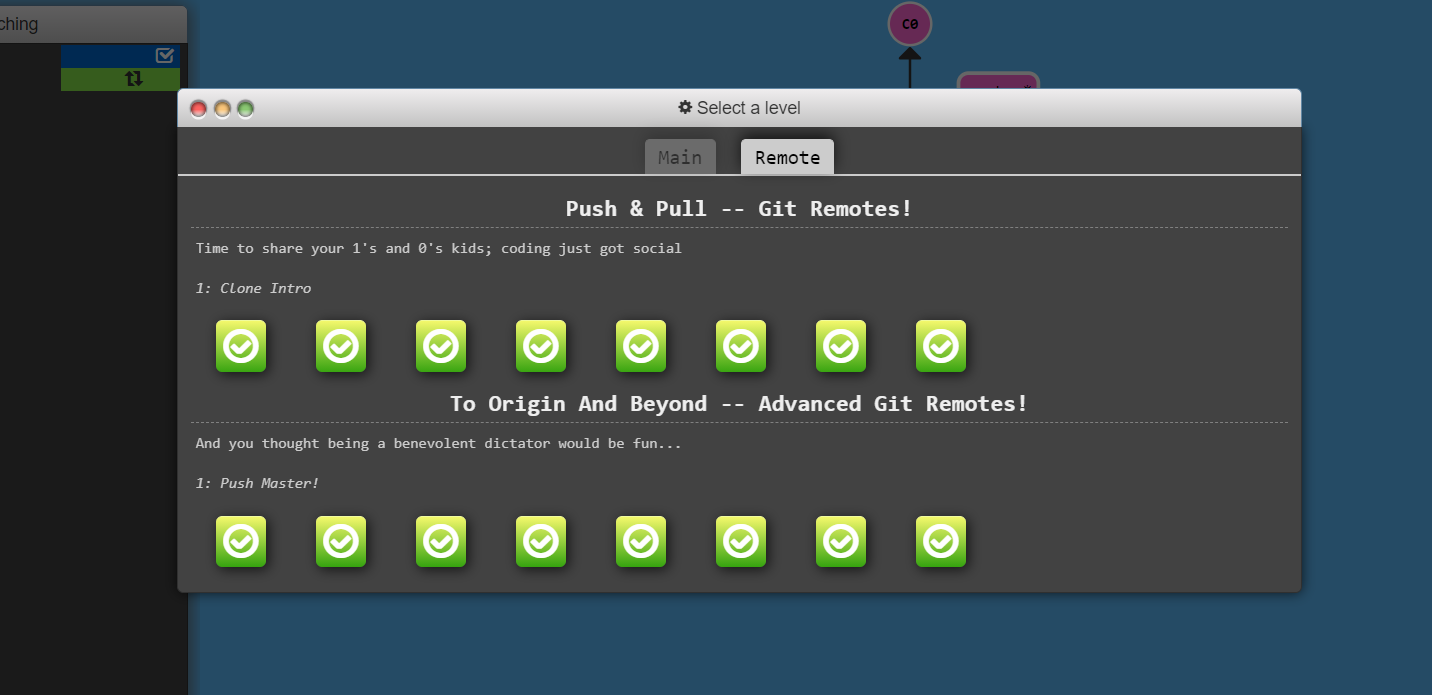 ching
C0
Select a level
Main
Remote
Push & Pull -- Git Remotes!
Time to share your 1's and 0's kids; coding just got social
1: Clone Intro
To Origin And Beyond -- Advanced Git Remotes!
And you thought being a benevolent dictator would be fun...
1: Push Master!